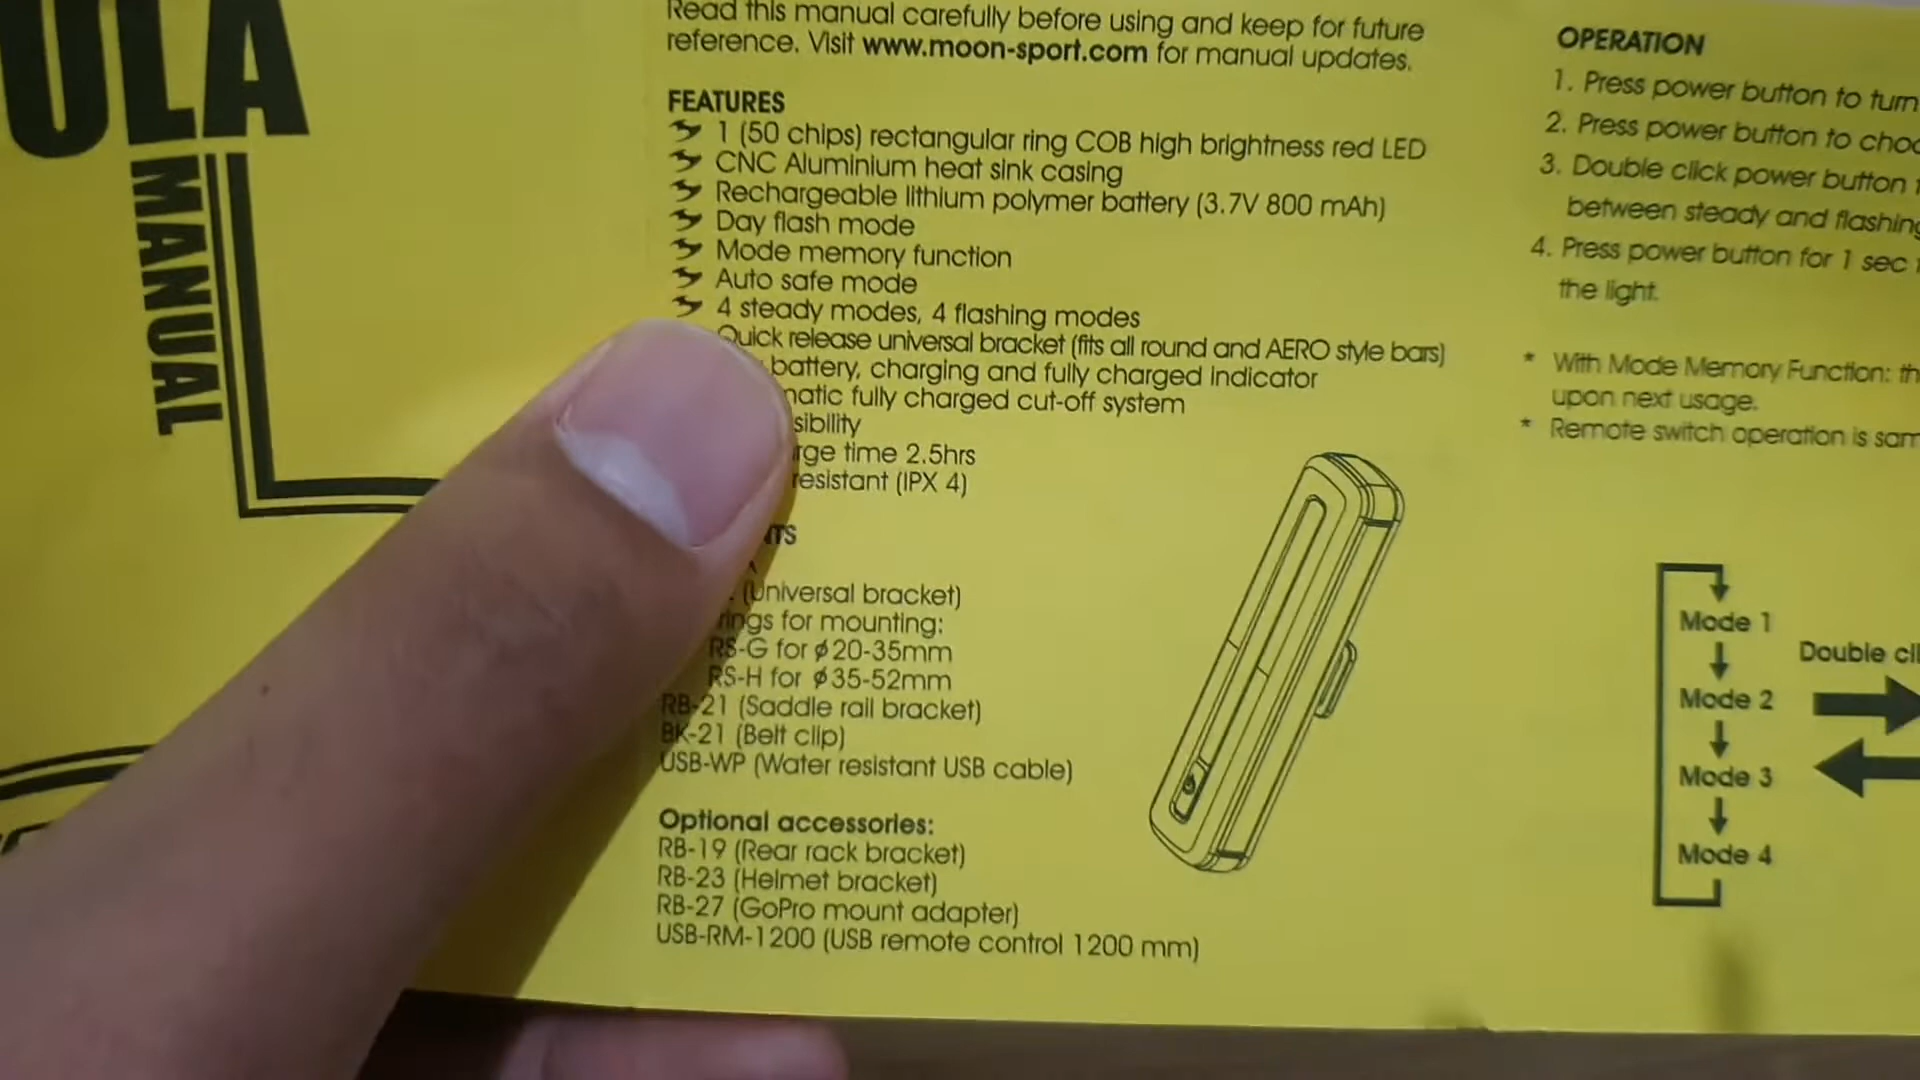 ULA
MANUAL
Read this manual carefully before using and keep for future
reference. Visit www.moon-sport.com for manual updates.
FEATURES
1 (50 chips) rectangular ring COB high brightness red LED
CNC Aluminium heat sink casing
Rechargeable lithium polymer battery (3.7V 800 mAh)
Day flash mode
Mode memory function
Auto safe mode
4 steady modes, 4 flashing modes
Quick release universal bracket (fits all round and AERO style bars)
battery, charging and fully charged indicator
matic fully charged cut-off system
sibility
rge time 2.5hrs
resistant (IPX 4)
NTS
(Universal bracket)
rings for mounting:
RS-G for ϕ20-35mm
RS-H for ϕ35-52mm
RB-21 (Saddle rail bracket)
BK-21 (Belt clip)
USB-WP (Water resistant USB cable)
Optional accessories:
RB-19 (Rear rack bracket)
RB-23 (Helmet bracket)
RB-27 (GoPro mount adapter)
USB-RM-1200 (USB remote control 1200 mm)
OPERATION
1. Press power button to turn
2. Press power button to choo
3. Double click power button
between steady and flashing
4. Press power button for 1 sec
the light.
* With Mode Memory Function: th
upon next usage.
* Remote switch operation is sam
Mode 1
Double cli
Mode 2
Mode 3
Mode 4